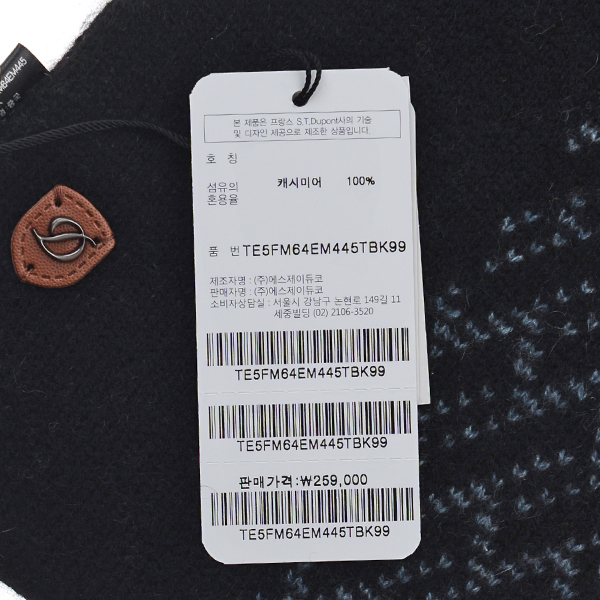 64EM445
본 제품은 프랑스 S.T.Dupont사의 기술
및 디자인 제공으로 제조한 상품입니다.
호 칭
섬유의 혼용율 캐시미어 100%
품 번 TE5FM64EM445TBK99
제조자명 : (주)에스제이듀코
판매자명 : (주)에스제이듀코
소비자상담실 : 서울시 강남구 논현로 149길 11
세중빌딩 (02) 2106-3520
TE5FM64EM445TBK99
TE5FM64EM445TBK99
판매가격:₩259,000
TE5FM64EM445TBK99